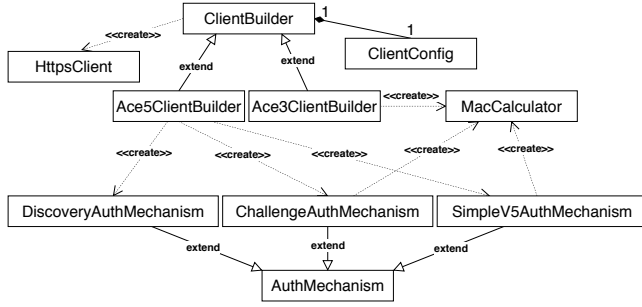 ClientBuilder
1
<<create>>
1
HttpsClient
ClientConfig
extend
extend
Ace5ClientBuilder
Ace3ClientBuilder
<<create>>
MacCalculator
<<create>>
<<create>>
<<create>>
<<create>>
<<create>>
DiscoveryAuthMechanism
ChallengeAuthMechanism
SimpleV5AuthMechanism
extend
extend
extend
AuthMechanism